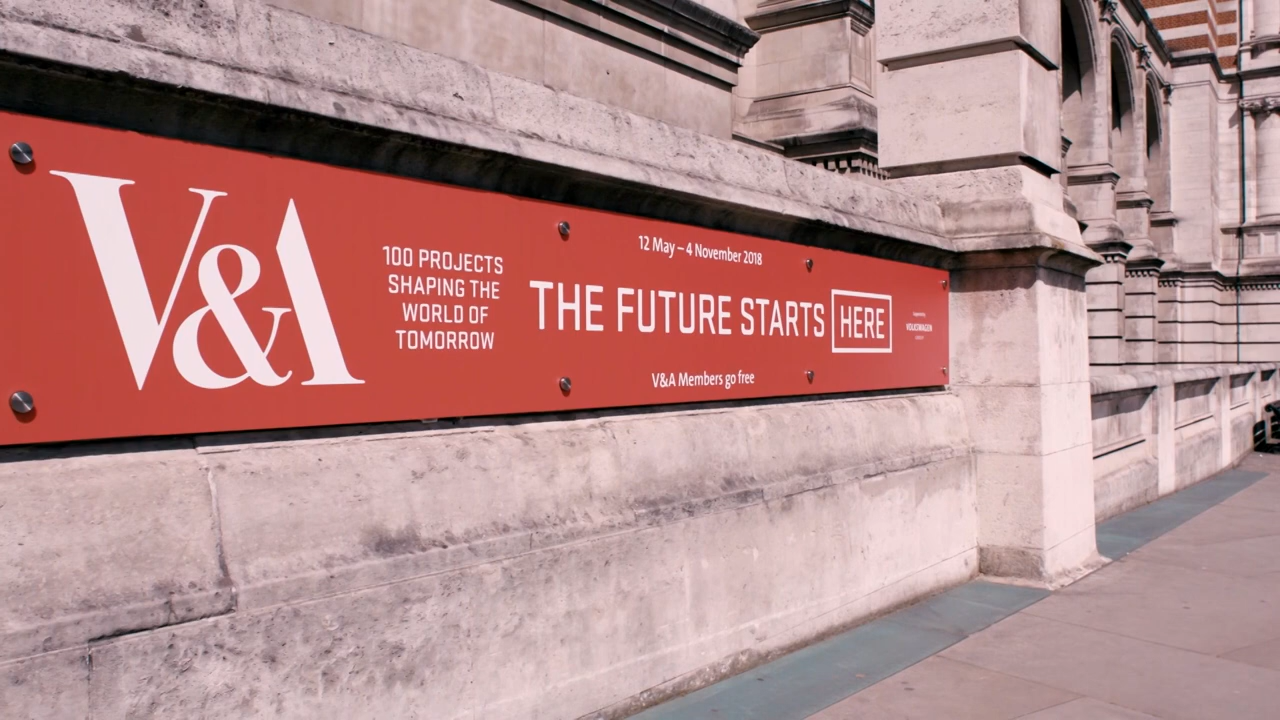 V&A
100 PROJECTS
SHAPING THE
WORLD OF
TOMORROW
12 May – 4 November 2018
THE FUTURE STARTS HERE
V&A Members go free
VOLKSWAGEN